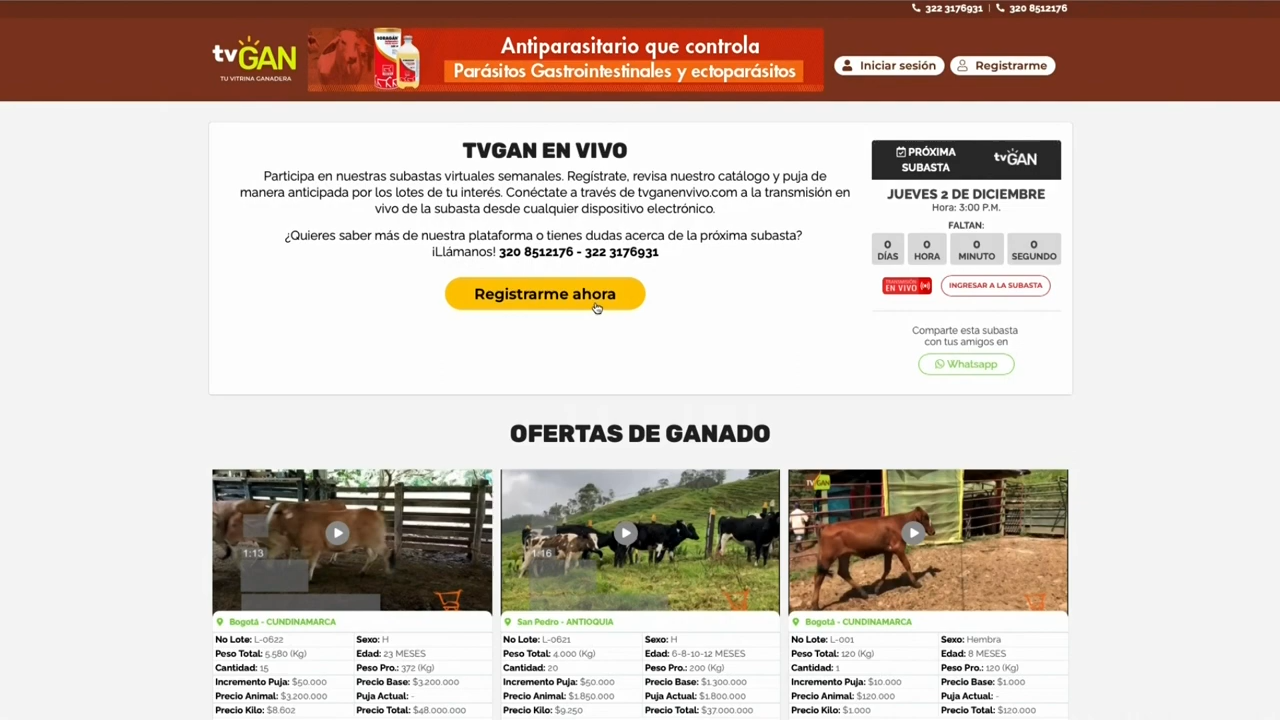 322 3176931 | 320 8512176
tvGAN
TU VITRINA GANADERA
Antiparasitario que controla
Parásitos Gastrointestinales y ectoparásitos
Iniciar sesión
Registrarme
TVGAN EN VIVO
Participa en nuestras subastas virtuales semanales. Regístrate, revisa nuestro catálogo y puja de
manera anticipada por los lotes de tu interés. Conéctate a través de tvganenvivo.com a la transmisión en
vivo de la subasta desde cualquier dispositivo electrónico.
¿Quieres saber más de nuestra plataforma o tienes dudas acerca de la próxima subasta?
¡Llámanos! 320 8512176 - 322 3176931
Registrarme ahora
PRÓXIMA
SUBASTA
tvGAN
JUEVES 2 DE DICIEMBRE
Hora: 3:00 P.M.
FALTAN:
0 0 0 0
DÍAS HORA MINUTO SEGUNDO
TRANSMISIÓN
EN VIVO
INGRESAR A LA SUBASTA
Comparte esta subasta
con tus amigos en
Whatsapp
OFERTAS DE GANADO
1:13
Bogotá - CUNDINAMARCA
No Lote: L-0622 Sexo: H
Peso Total: 5.580 (Kg) Edad: 23 MESES
Cantidad: 15 Peso Pro.: 372 (Kg)
Incremento Puja: $50.000 Precio Base: $3.200.000
Precio Animal: $3.200.000 Puja Actual: -
Precio Kilo: $8.602 Precio Total: $48.000.000
1:16
San Pedro - ANTIOQUIA
No Lote: L-0621 Sexo: H
Peso Total: 4.000 (Kg) Edad: 6-8-10-12 MESES
Cantidad: 20 Peso Pro.: 200 (Kg)
Incremento Puja: $50.000 Precio Base: $1.300.000
Precio Animal: $1.850.000 Puja Actual: $1.800.000
Precio Kilo: $9.250 Precio Total: $37.000.000
TV GAN
Bogotá - CUNDINAMARCA
No Lote: L-001 Sexo: Hembra
Peso Total: 120 (Kg) Edad: 8 MESES
Cantidad: 1 Peso Pro.: 120 (Kg)
Incremento Puja: $10.000 Precio Base: $1.000
Precio Animal: $120.000 Puja Actual: -
Precio Kilo: $1.000 Precio Total: $120.000